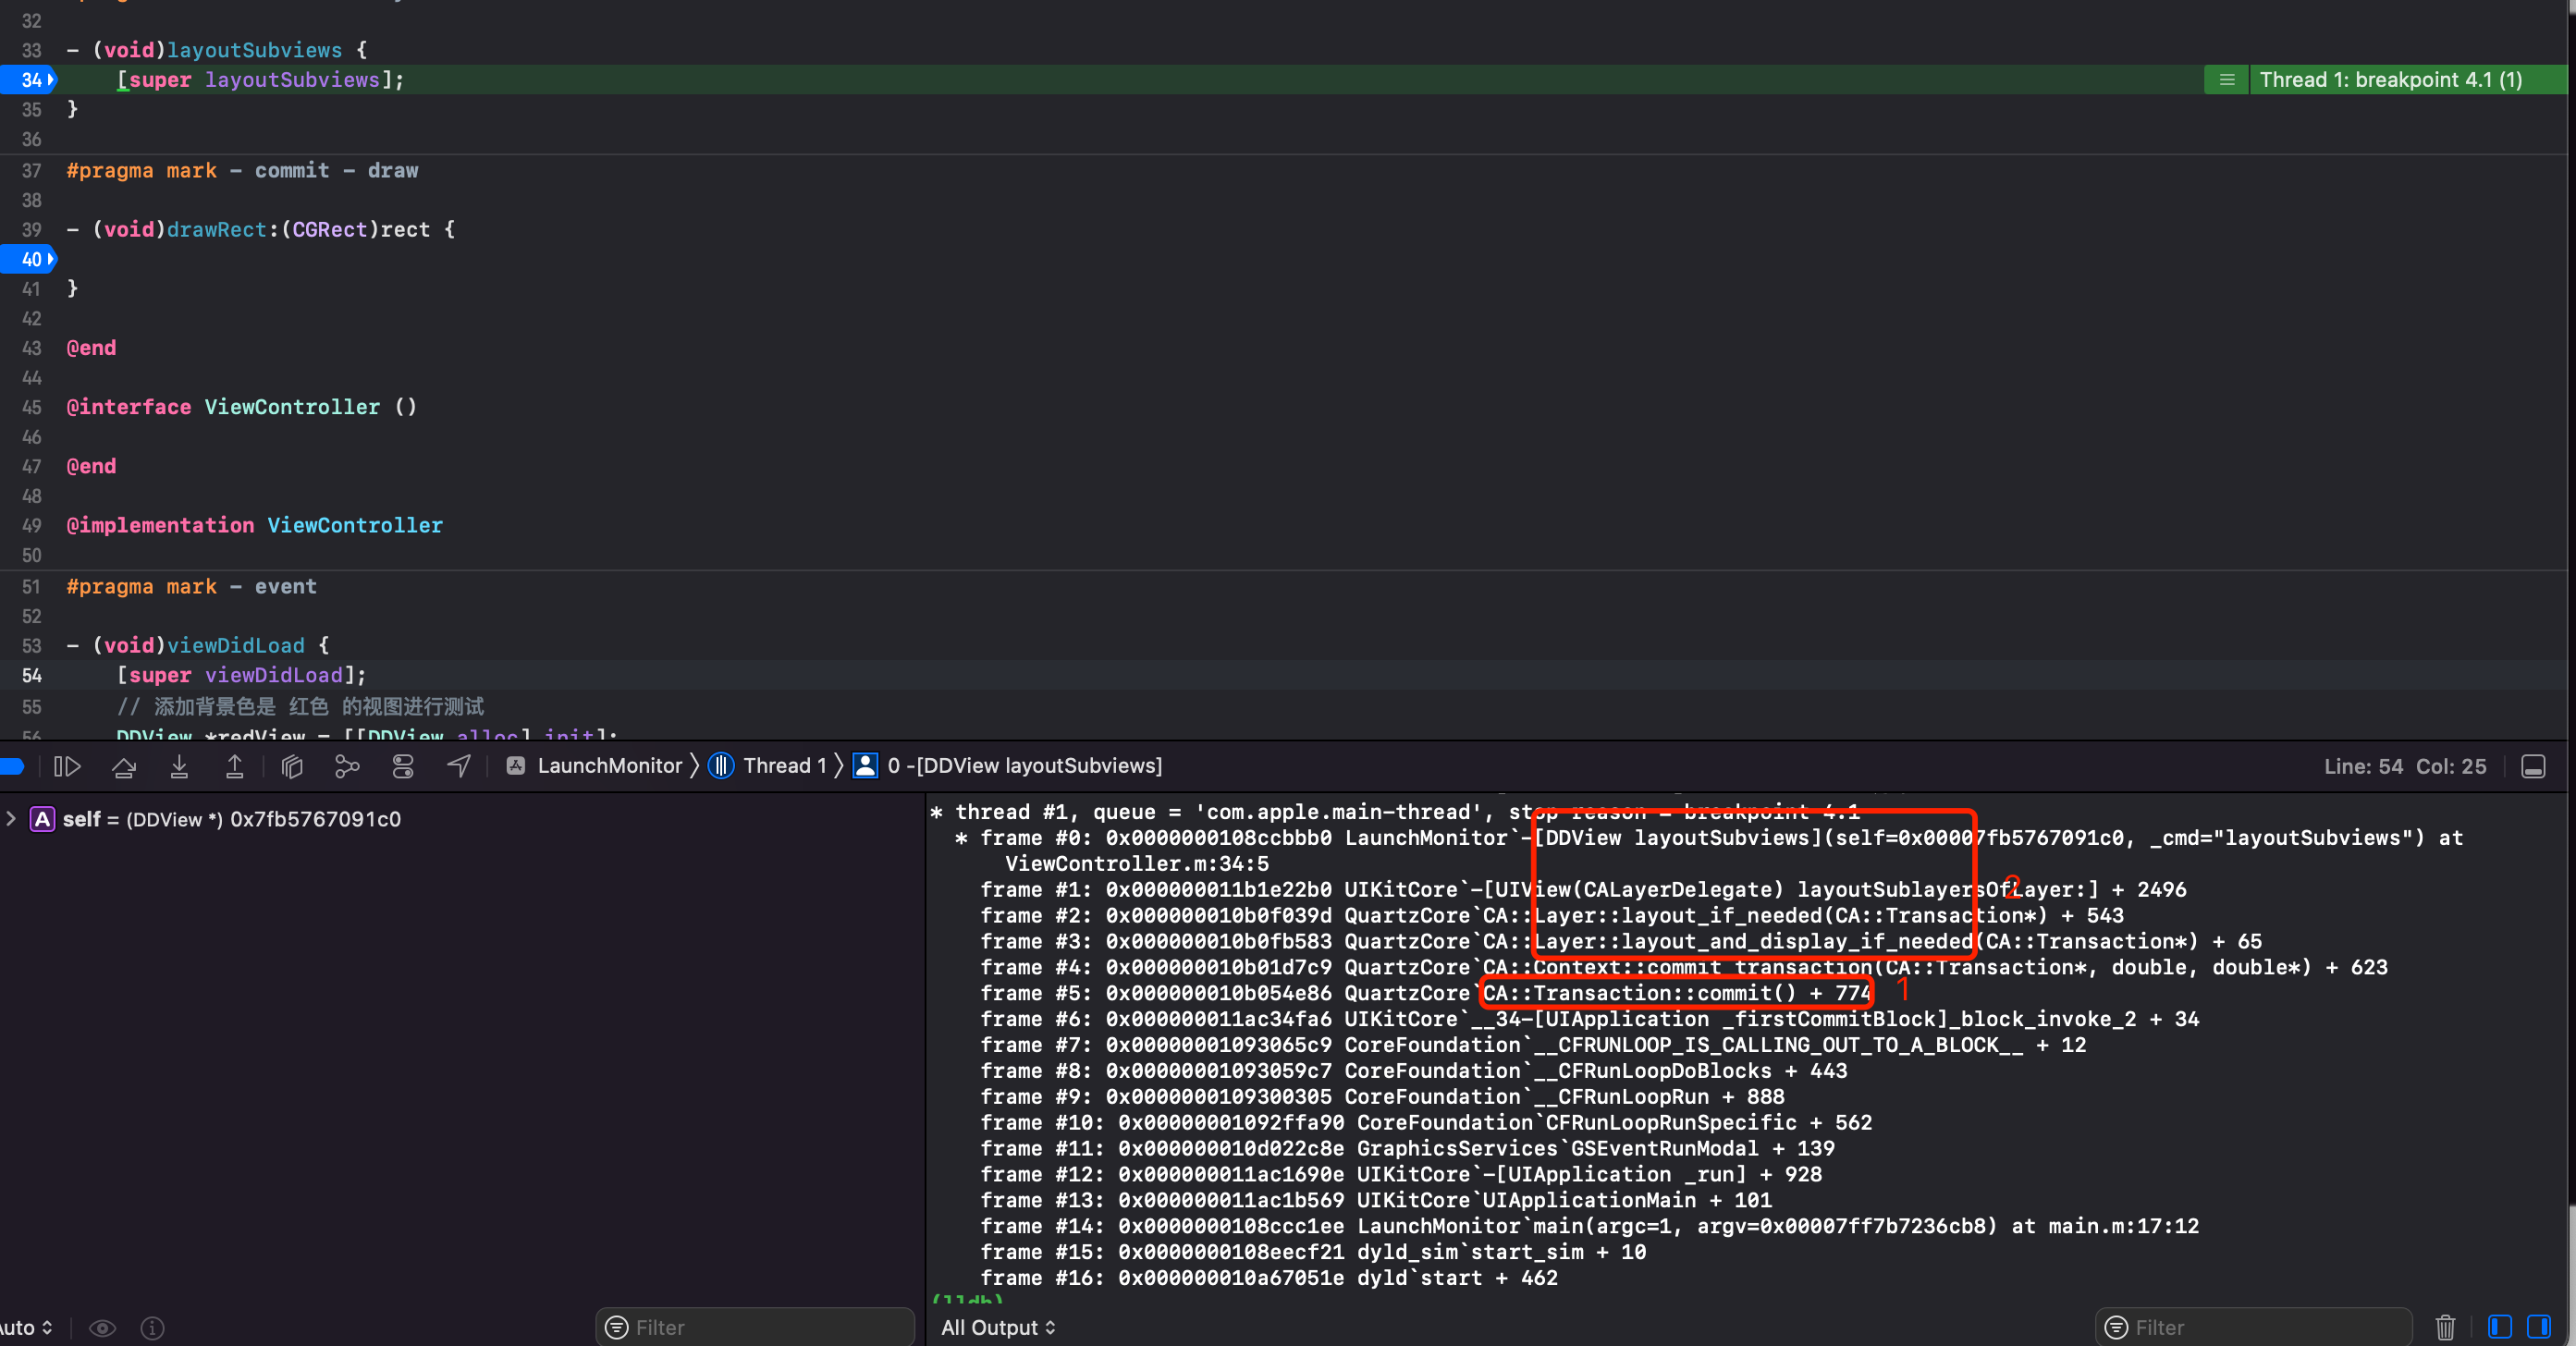 32
33 - (void)layoutSubviews {
34 [super layoutSubviews]; Thread 1: breakpoint 4.1 (1)
35 }
36
37 #pragma mark - commit - draw
38
39 - (void)drawRect:(CGRect)rect {
40
41 }
42
43 @end
44
45 @interface ViewController ()
46
47 @end
48
49 @implementation ViewController
50
51 #pragma mark - event
52
53 - (void)viewDidLoad {
54 [super viewDidLoad];
55 // 添加背景色是 红色 的视图进行测试
56 DDView *redView = [[DDView alloc] init];
LaunchMonitor 〉 Thread 1 〉 0 -[DDView layoutSubviews] Line: 54 Col: 25
A self = (DDView *) 0x7fb5767091c0
* thread #1, queue = 'com.apple.main-thread', stop reason = breakpoint 4.1
* frame #0: 0x0000000108ccbbb0 LaunchMonitor`-[DDView layoutSubviews](self=0x00007fb5767091c0, _cmd="layoutSubviews") at
ViewController.m:34:5
frame #1: 0x000000011b1e22b0 UIKitCore`-[UIView(CALayerDelegate) layoutSublayersOfLayer:] + 2496
2
frame #2: 0x000000010b0f039d QuartzCore`CA::Layer::layout_if_needed(CA::Transaction*) + 543
frame #3: 0x000000010b0fb583 QuartzCore`CA::Layer::layout_and_display_if_needed(CA::Transaction*) + 65
frame #4: 0x000000010b01d7c9 QuartzCore`CA::Context::commit_transaction(CA::Transaction*, double, double*) + 623
frame #5: 0x000000010b054e86 QuartzCore`CA::Transaction::commit() + 774 1
frame #6: 0x000000011ac34fa6 UIKitCore`__34-[UIApplication _firstCommitBlock]_block_invoke_2 + 34
frame #7: 0x00000001093065c9 CoreFoundation`__CFRUNLOOP_IS_CALLING_OUT_TO_A_BLOCK__ + 12
frame #8: 0x00000001093059c7 CoreFoundation`__CFRunLoopDoBlocks + 443
frame #9: 0x0000000109300305 CoreFoundation`__CFRunLoopRun + 888
frame #10: 0x00000001092ffa90 CoreFoundation`CFRunLoopRunSpecific + 562
frame #11: 0x000000010d022c8e GraphicsServices`GSEventRunModal + 139
frame #12: 0x000000011ac1690e UIKitCore`-[UIApplication _run] + 928
frame #13: 0x000000011ac1b569 UIKitCore`UIApplicationMain + 101
frame #14: 0x0000000108ccc1ee LaunchMonitor`main(argc=1, argv=0x00007ff7b7236cb8) at main.m:17:12
frame #15: 0x0000000108eecf21 dyld_sim`start_sim + 10
frame #16: 0x000000010a67051e dyld`start + 462
(lldb)
Auto Filter All Output Filter